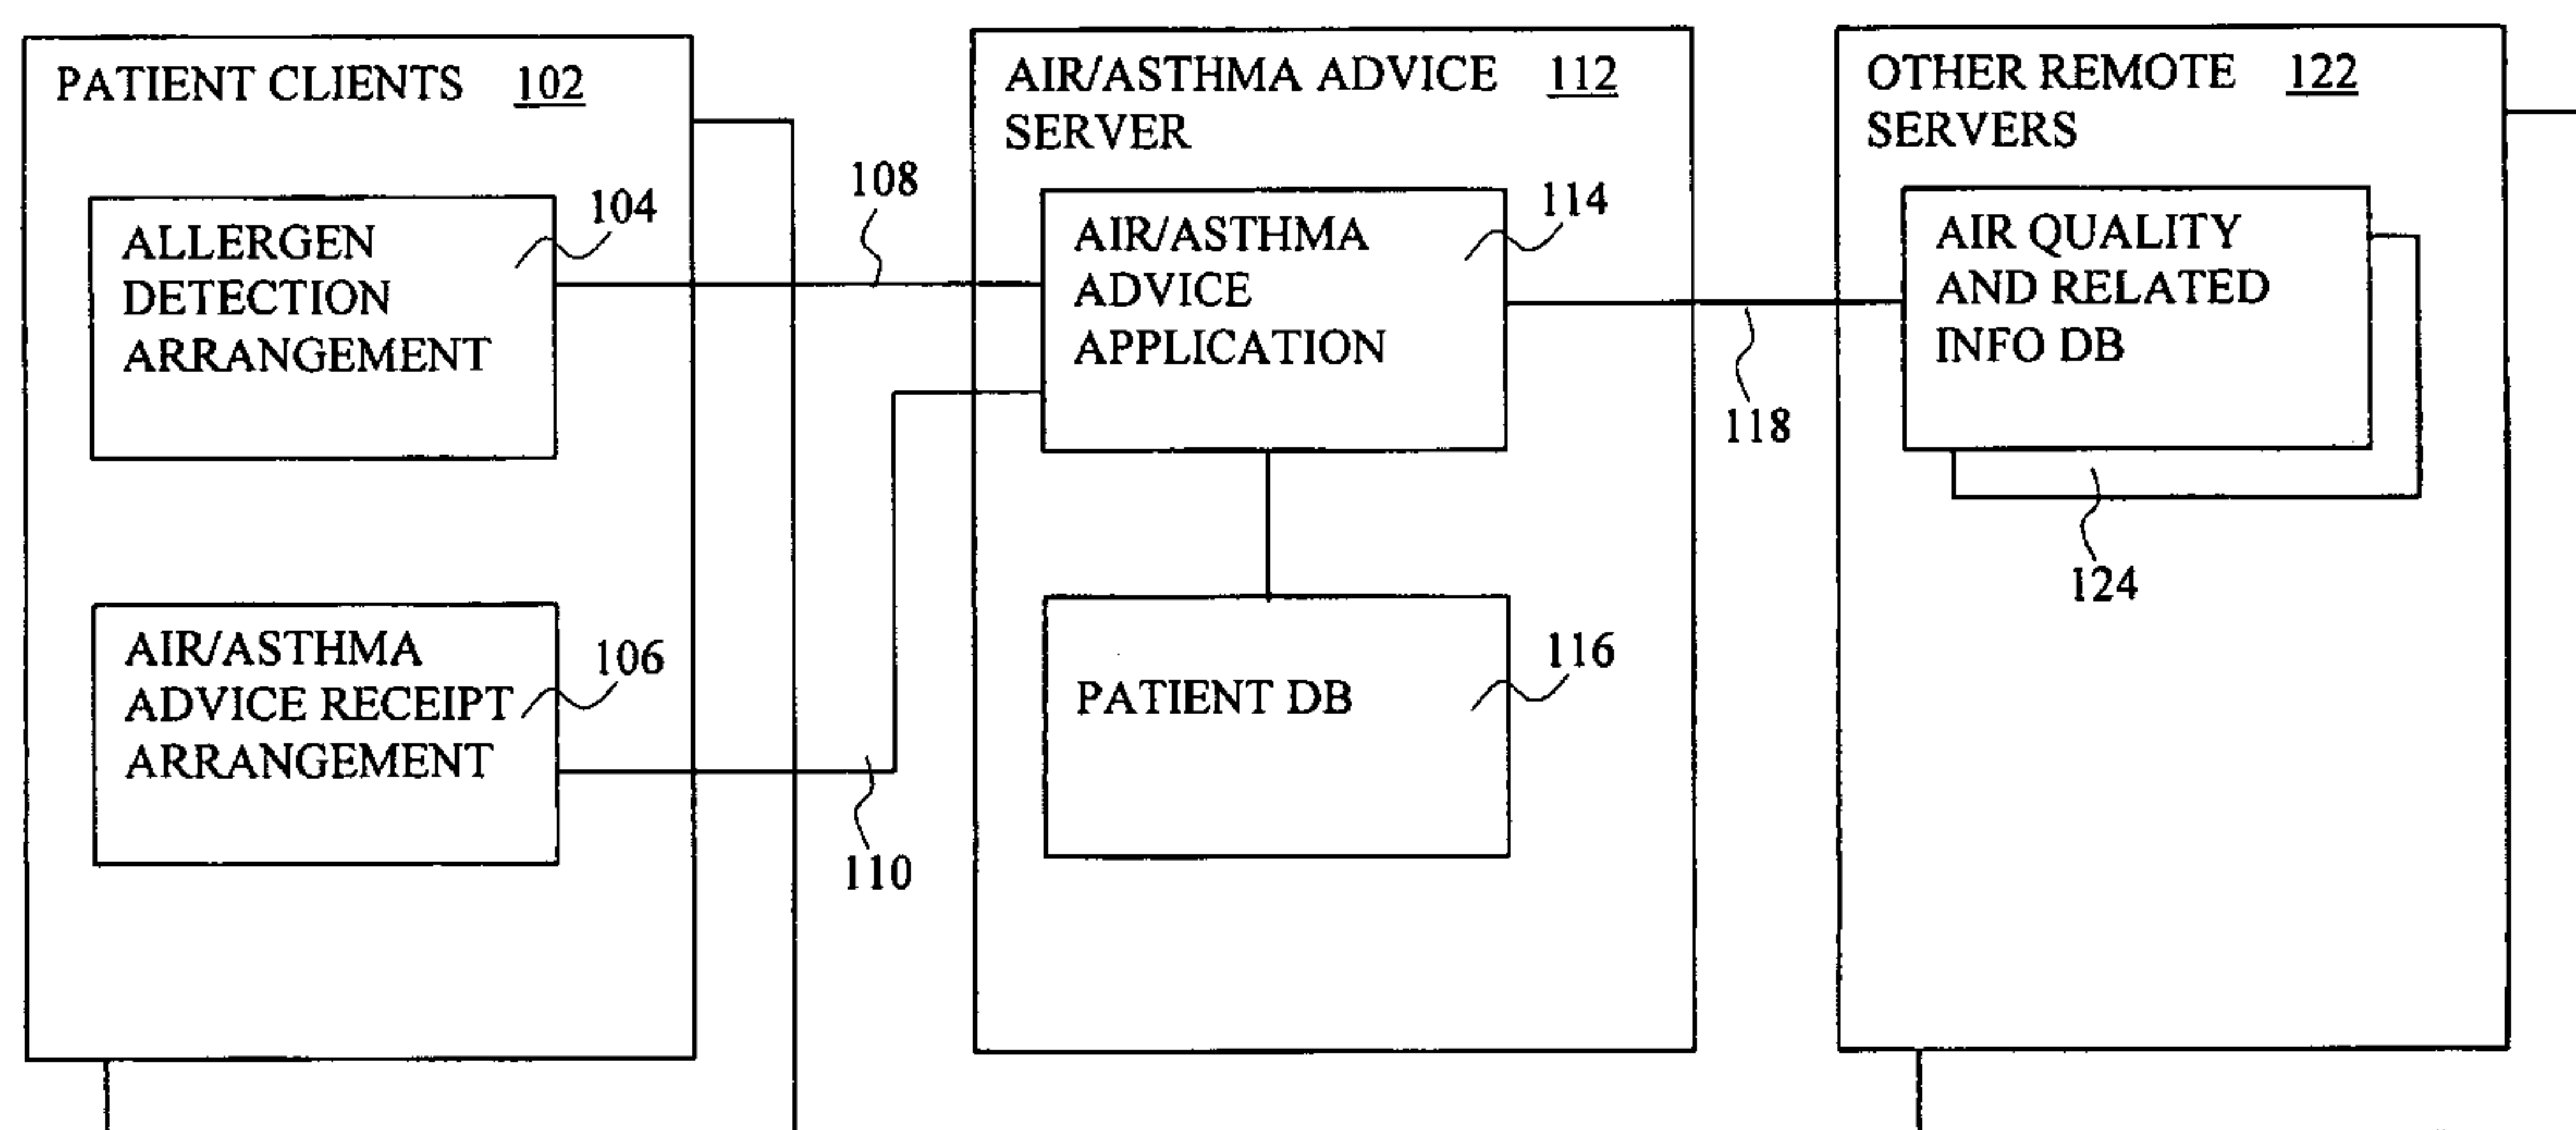 PATIENT CLIENTS 102
104
ALLERGEN
DETECTION
ARRANGEMENT
106
AIR/ASTHMA
ADVICE RECEIPT
ARRANGEMENT
108
110
AIR/ASTHMA ADVICE 112
SERVER
114
AIR/ASTHMA
ADVICE
APPLICATION
116
PATIENT DB
118
OTHER REMOTE 122
SERVERS
AIR QUALITY
AND RELATED
INFO DB
124